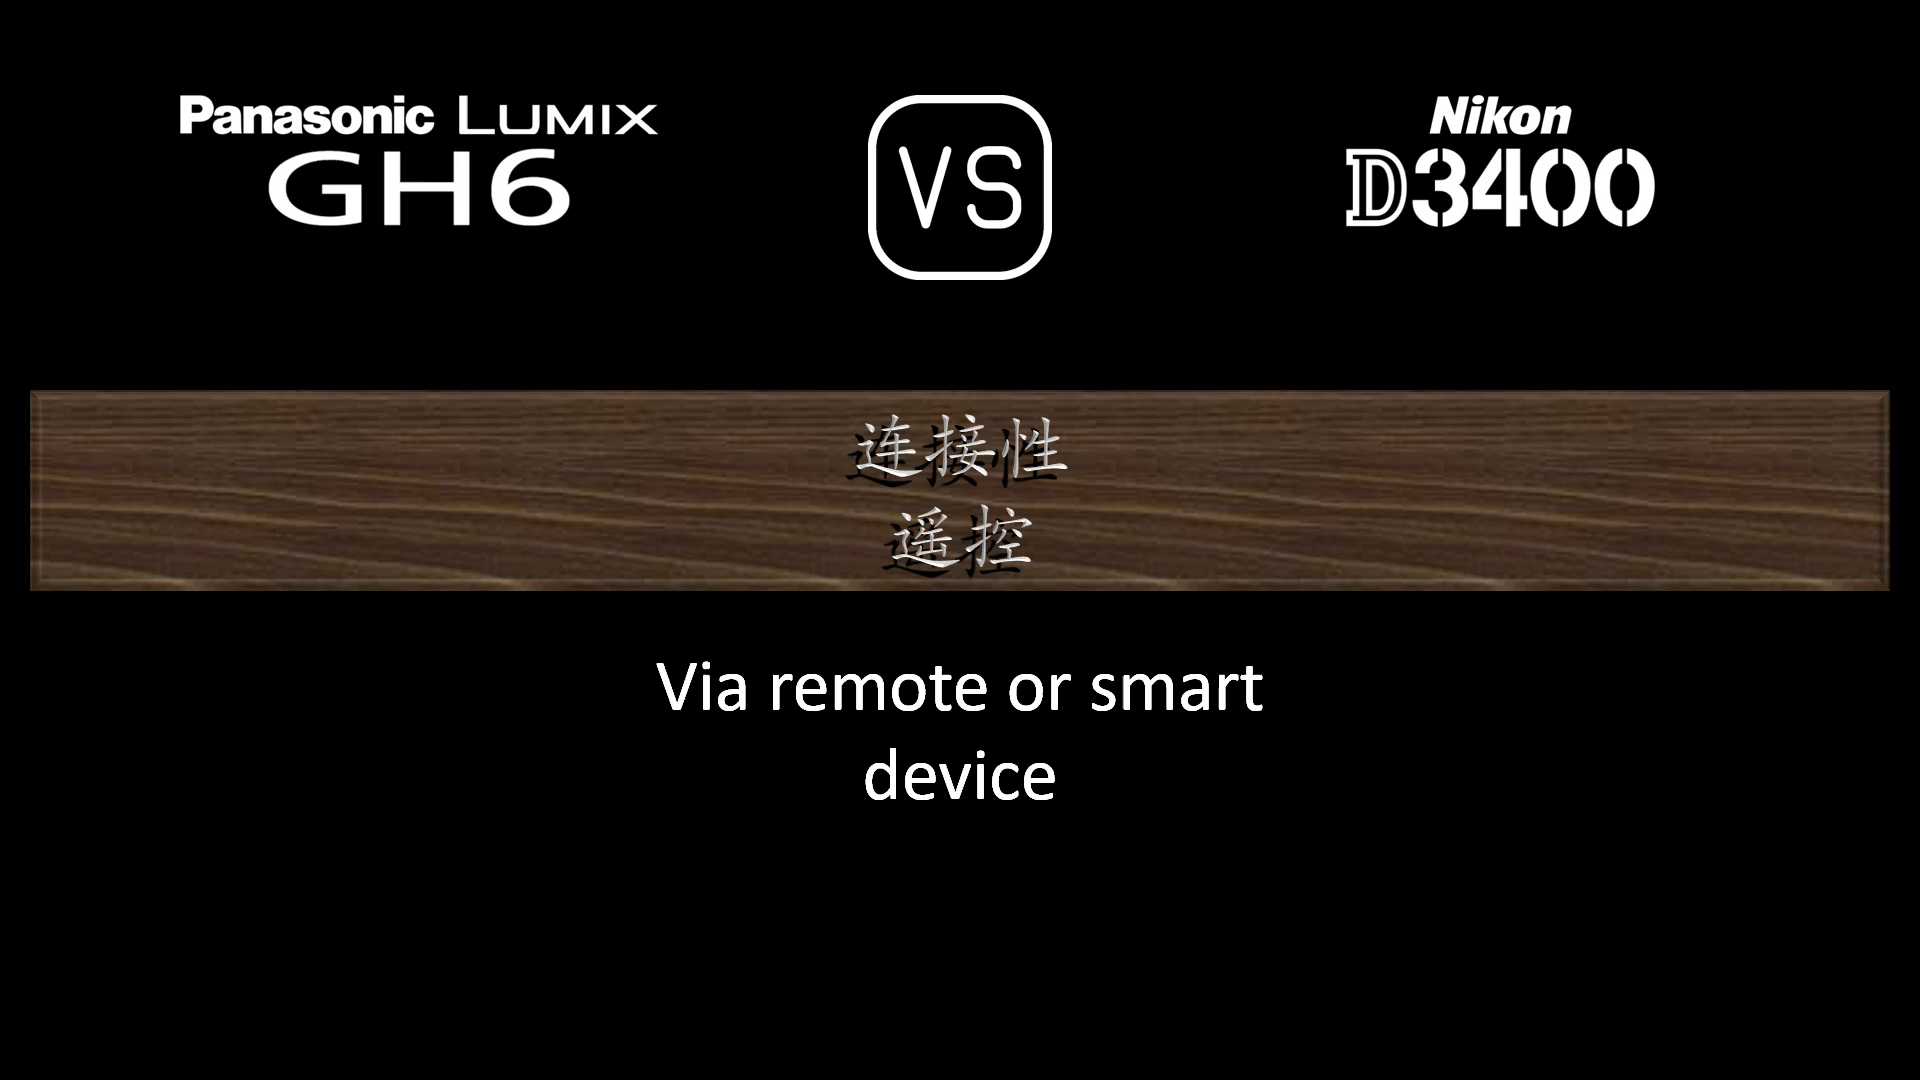 Panasonic LUMIX
GH6
VS
Nikon
D3400
连接性
遥控
Via remote or smart
device